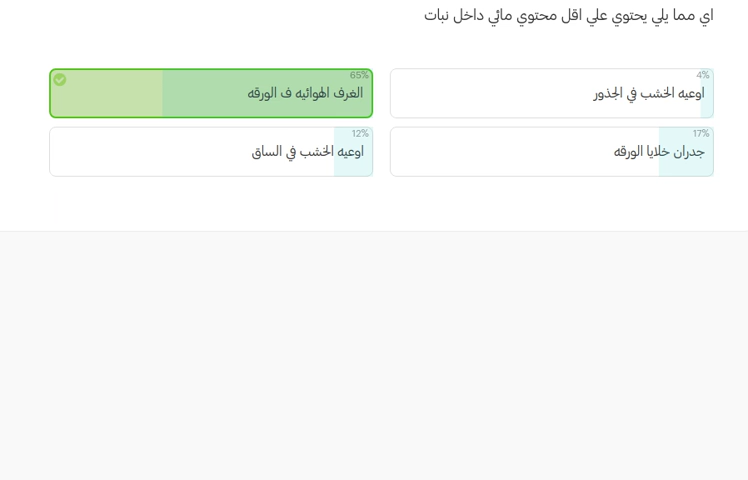 اي مما يلي يحتوي علي اقل محتوي مائي داخل نبات
4%
اوعيه الخشب في الجذور
65%
الغرف الهوائيه ف الورقه
17%
جدران خلايا الورقه
12%
اوعيه الخشب في الساق